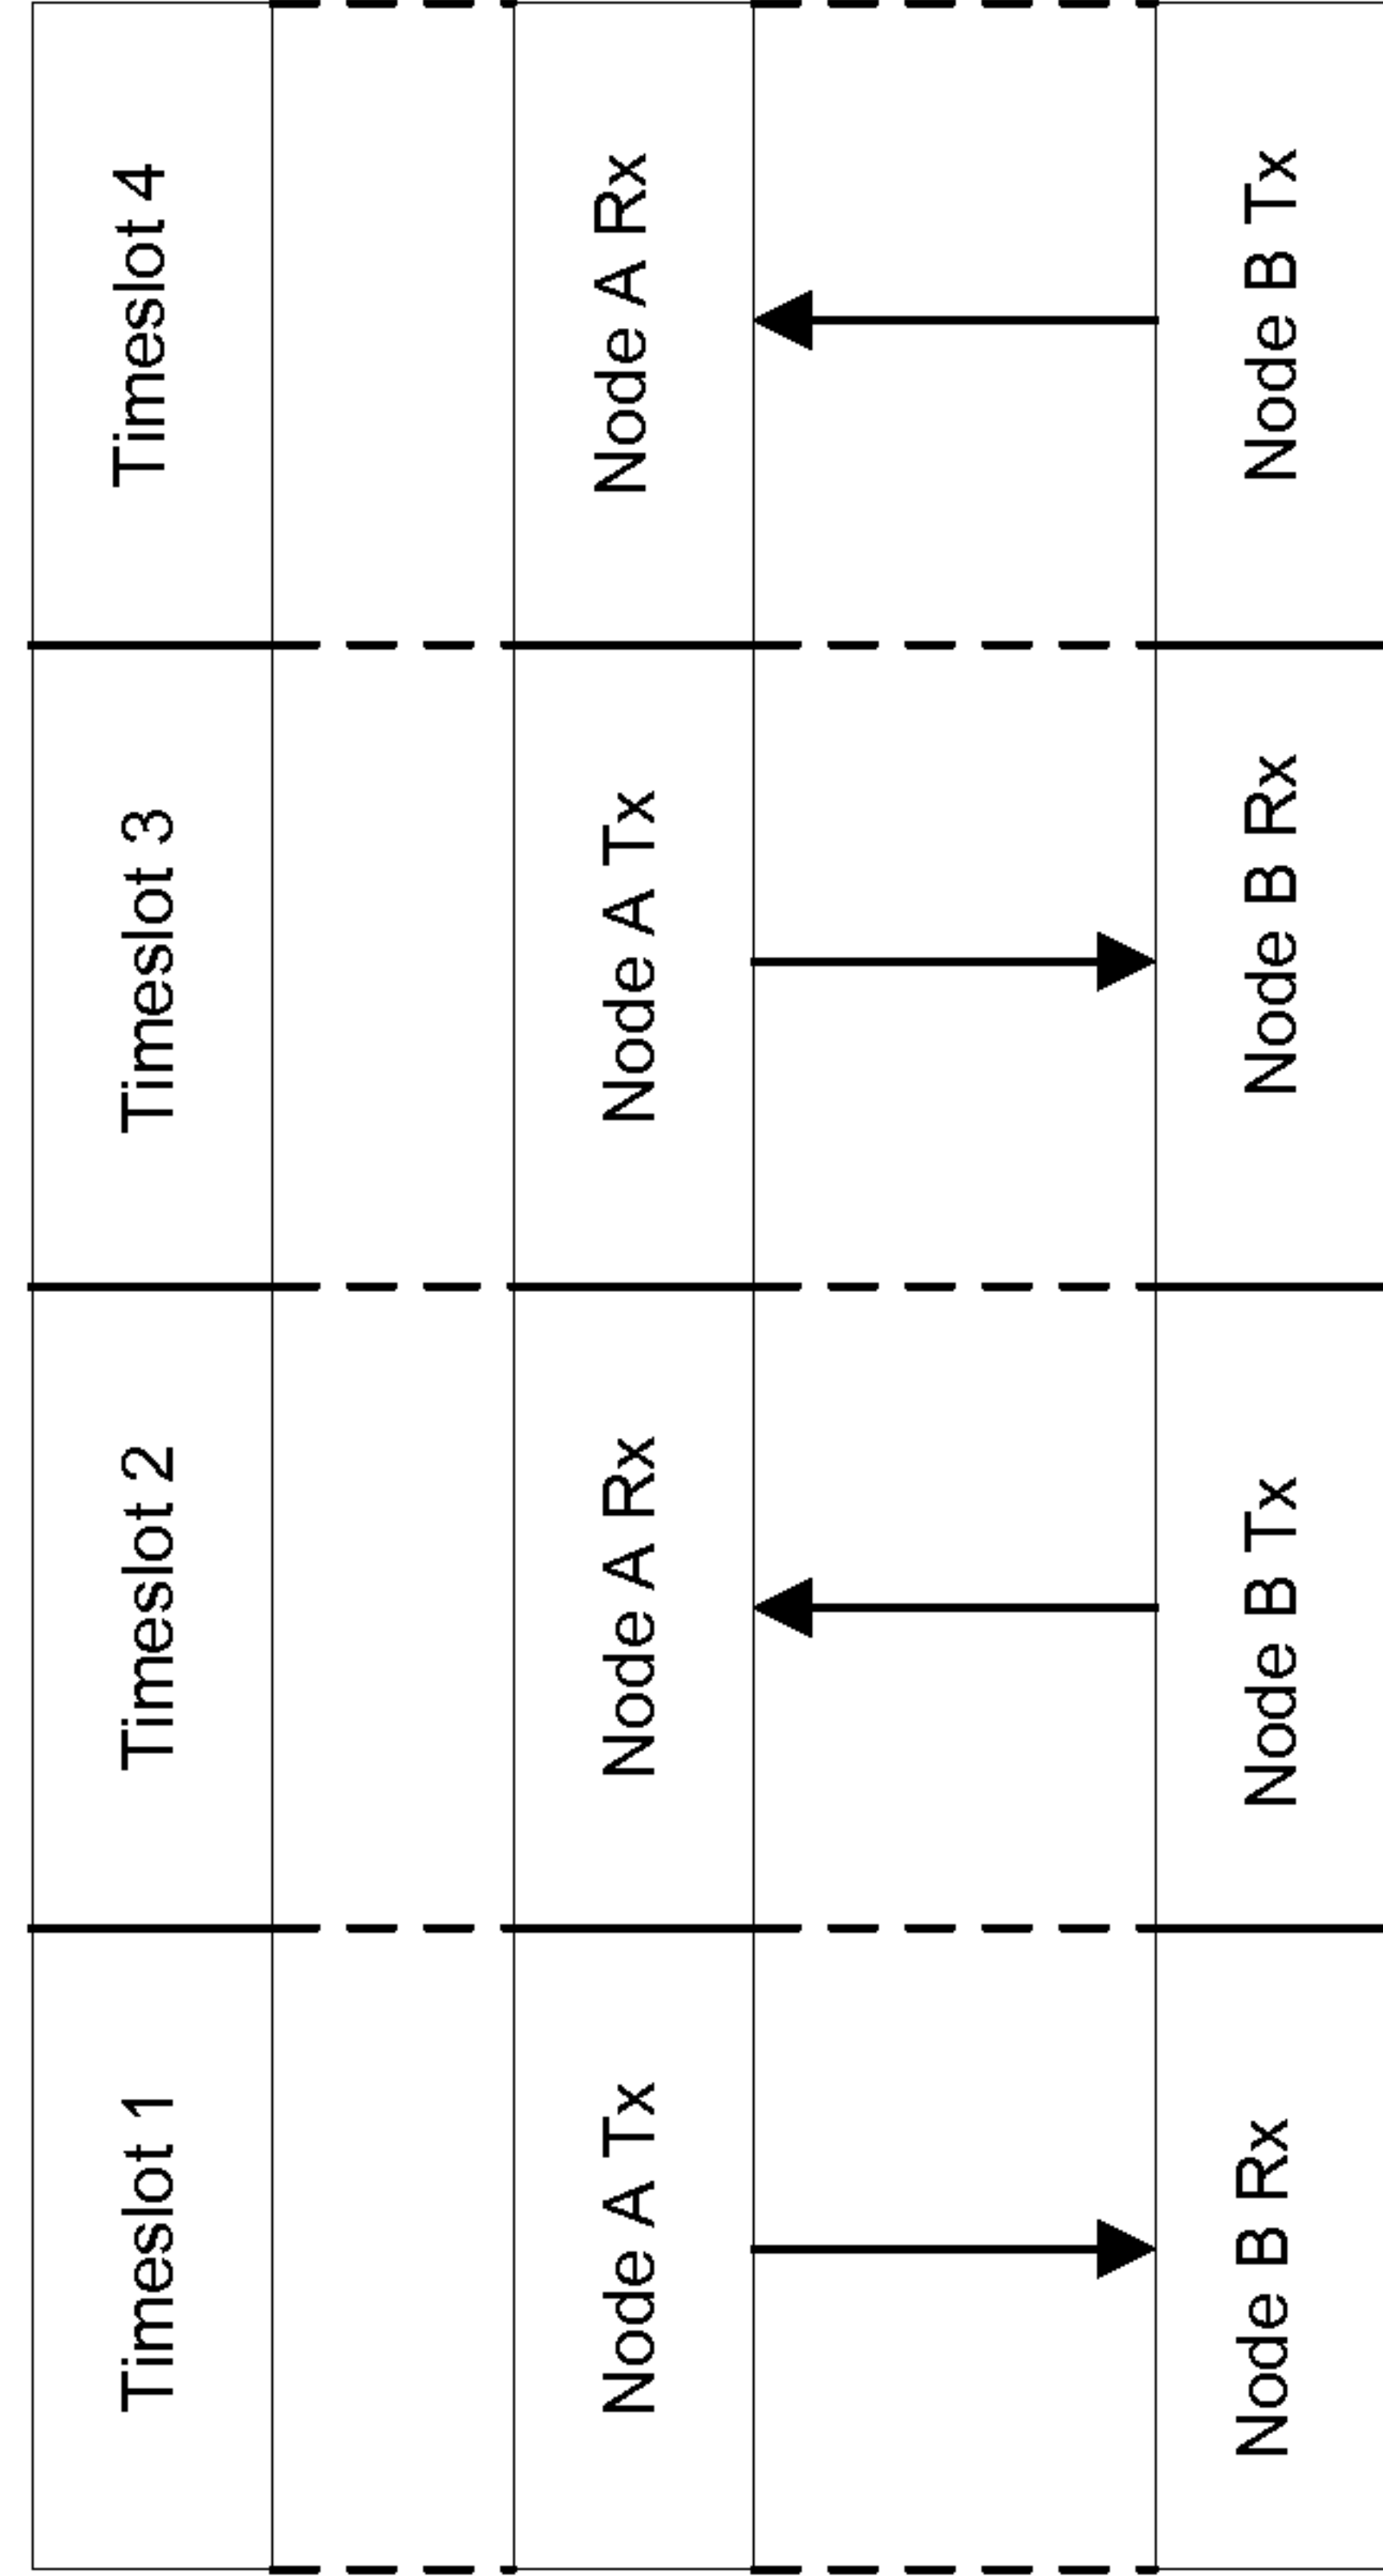 Timeslot 1
Timeslot 2
Timeslot 3
Timeslot 4
Node A Tx
Node A Rx
Node A Tx
Node A Rx
Node B Rx
Node B Tx
Node B Rx
Node B Tx